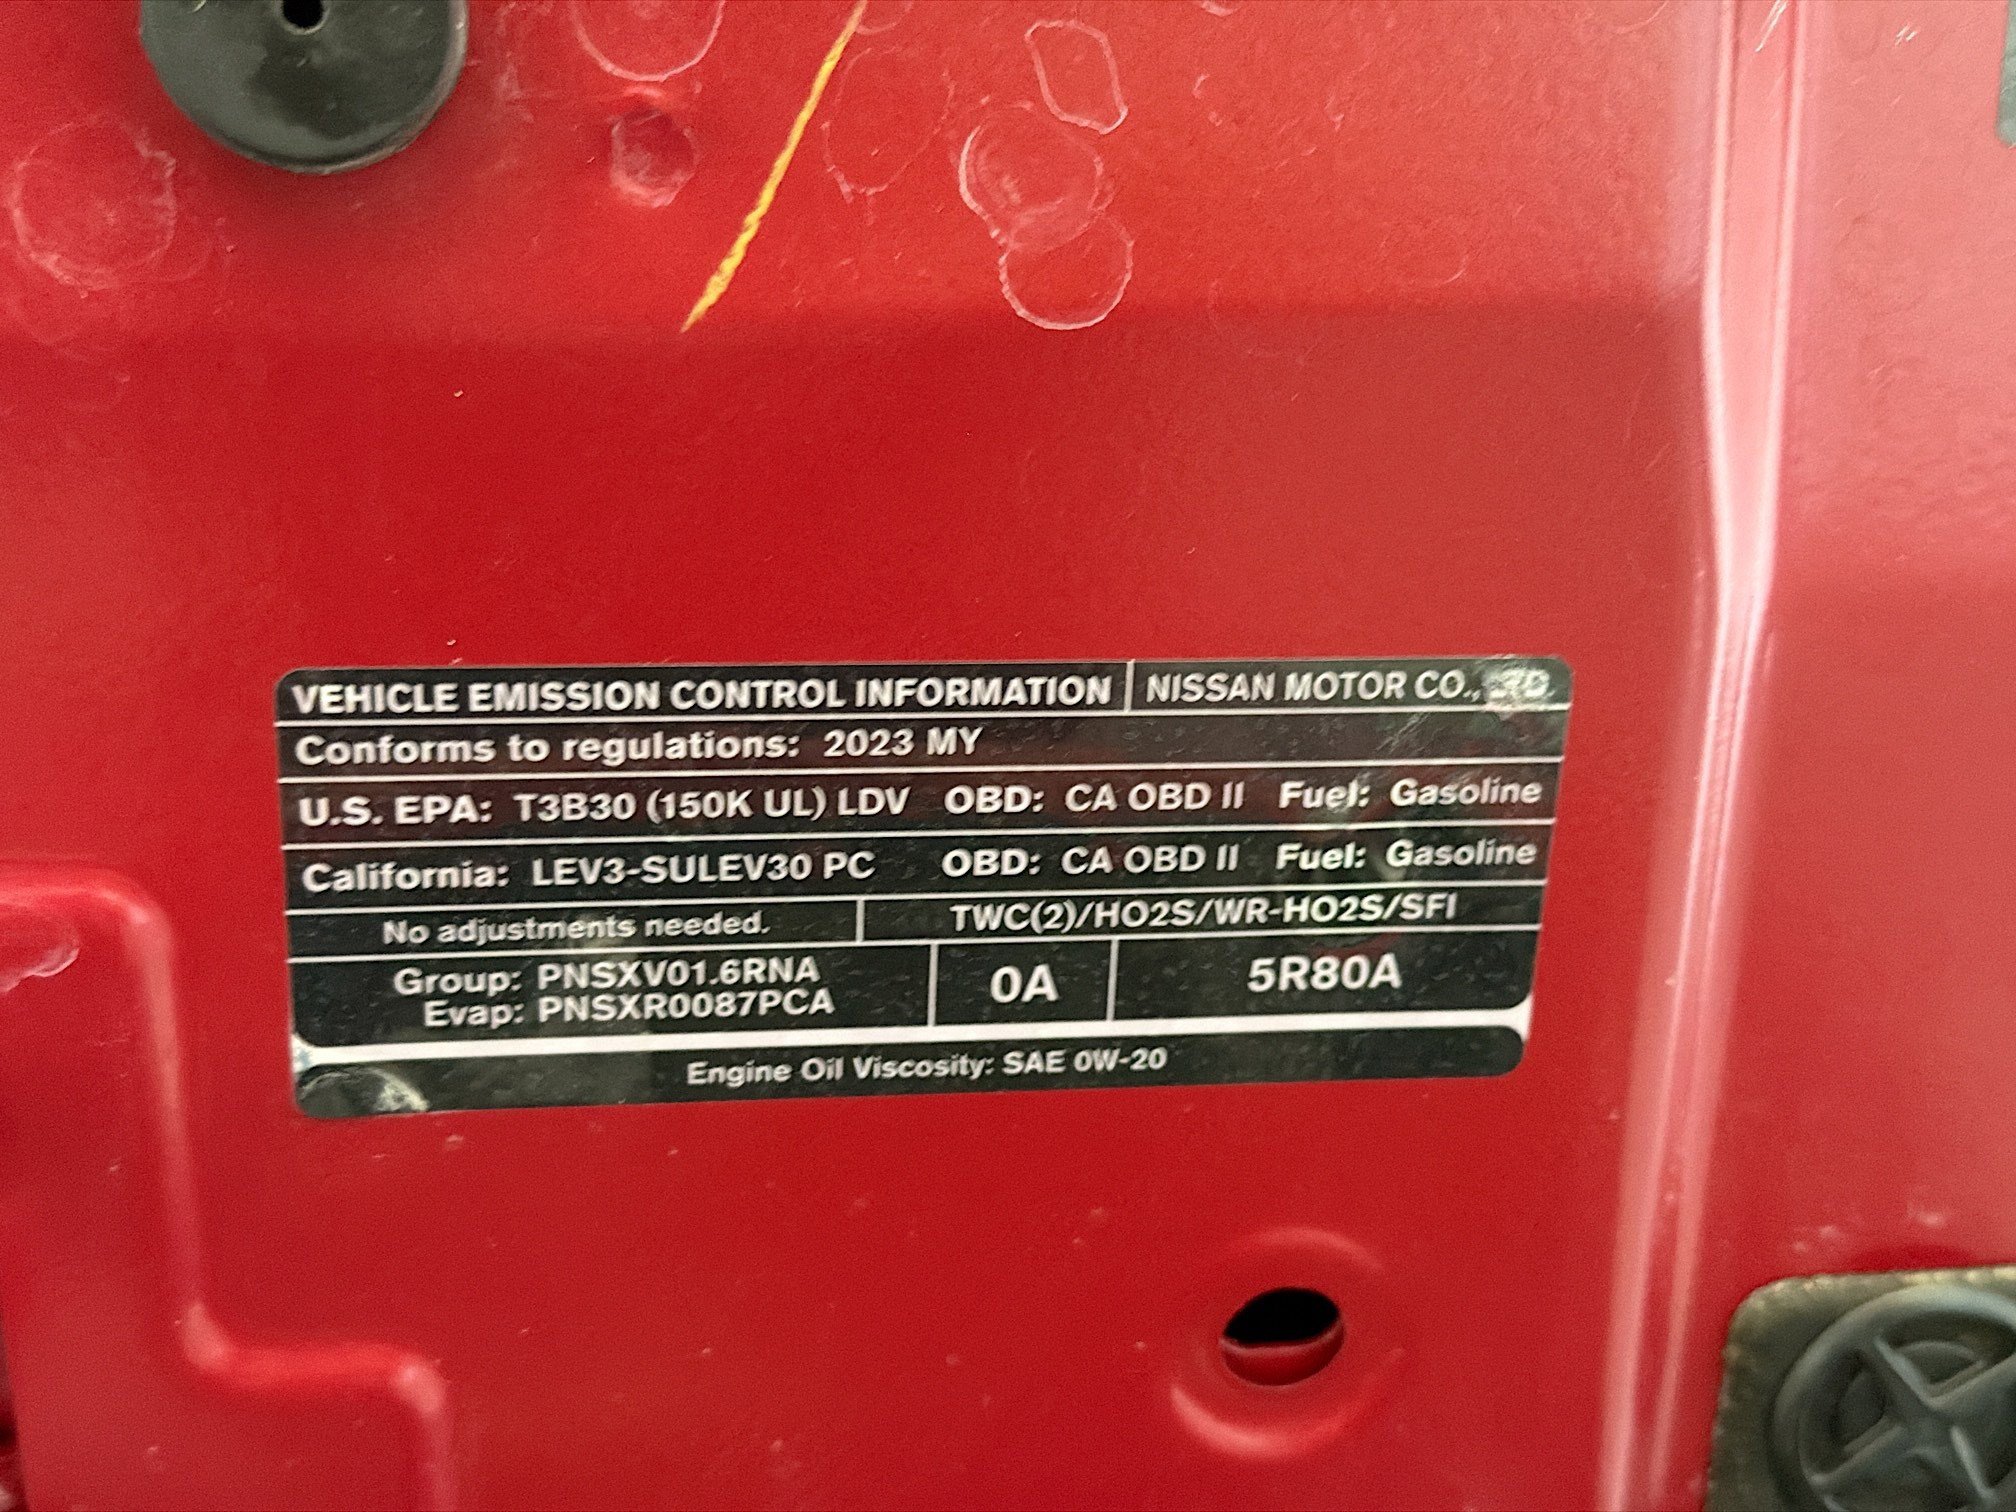 VEHICLE EMISSION CONTROL INFORMATION NISSAN MOTOR CO., LTD.
Conforms to regulations: 2023 MY
U.S. EPA: T3B30 (150K UL) LDV OBD: CA OBD II Fuel: Gasoline
California: LEV3-SULEV30 PC OBD: CA OBD II Fuel: Gasoline
No adjustments needed. TWC(2)/HO2S/WR-HO2S/SFI
Group: PNSXV01.6RNA
Evap: PNSXR0087PCA
0A
5R80A
Engine Oil Viscosity: SAE 0W-20